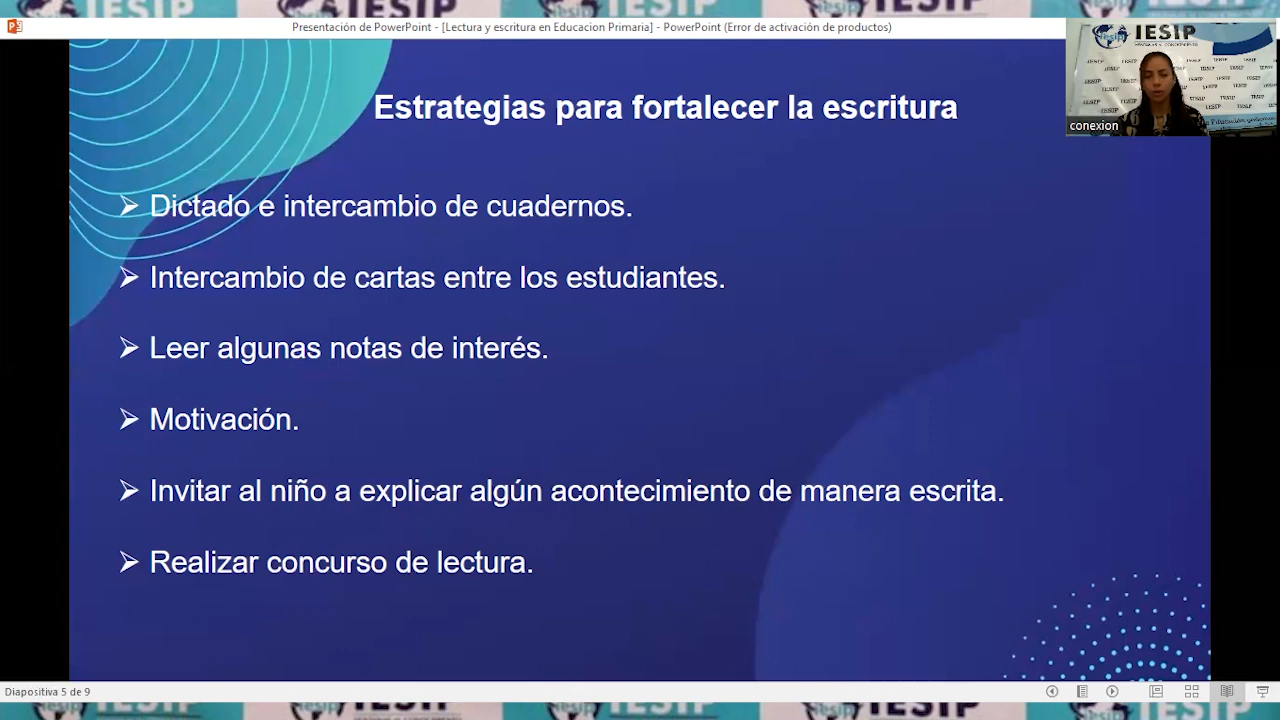 Presentación de PowerPoint - [Lectura y escritura en Educacion Primaria] - PowerPoint (Error de activación de productos)
IESIP
conexion
Estrategias para fortalecer la escritura
➢ Dictado e intercambio de cuadernos.
➢ Intercambio de cartas entre los estudiantes.
➢ Leer algunas notas de interés.
➢ Motivación.
➢ Invitar al niño a explicar algún acontecimiento de manera escrita.
➢ Realizar concurso de lectura.
Diapositiva 5 de 9